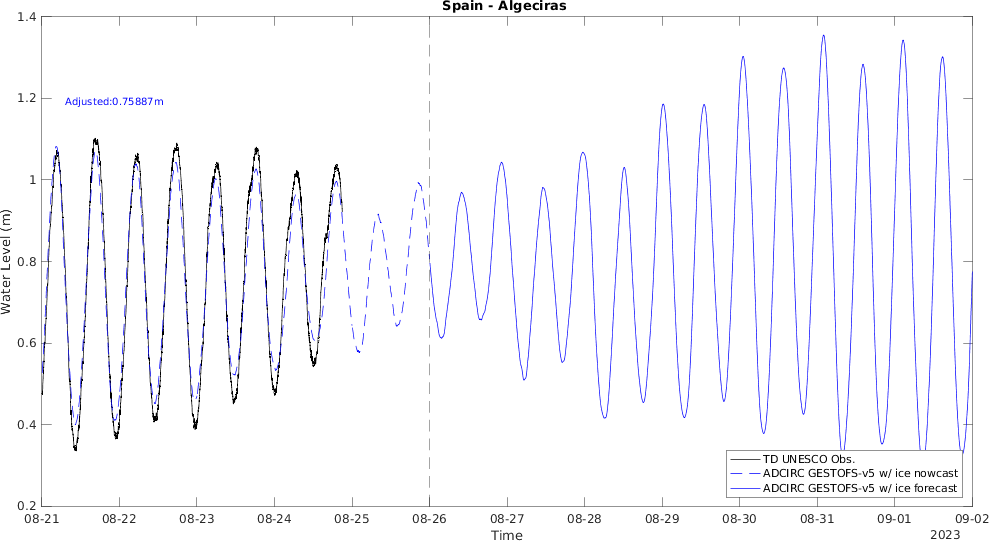 Spain - Algeciras
1.4
1.2
1
0.8
0.6
0.4
0.2
Water Level (m)
Adjusted:0.75887m
TD UNESCO Obs.
ADCIRC GESTOFS-v5 w/ ice nowcast
ADCIRC GESTOFS-v5 w/ ice forecast
08-21 08-22 08-23 08-24 08-25 08-26 08-27 08-28 08-29 08-30 08-31 09-01 09-02
Time
2023